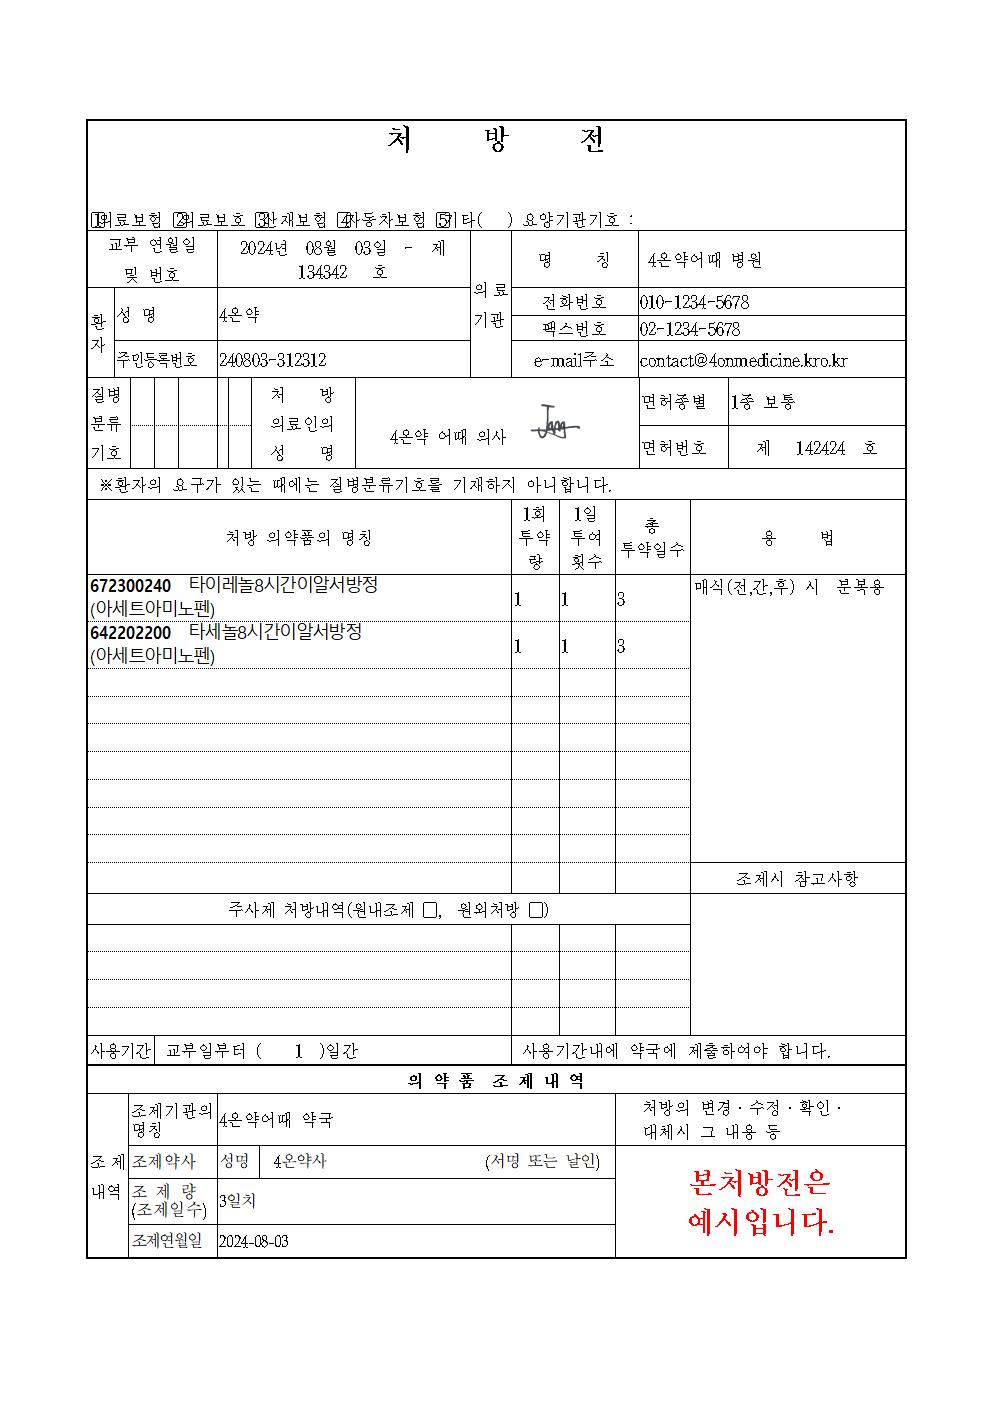 처 방 전
1의료보험 2의료보호 3산재보험 4자동차보험 5기타( ) 요양기관기호 :
교부 연월일 및 번호
2024년 08월 03일 - 제 134342 호
의료기관
명 칭
4온약어때 병원
전화번호
010-1234-5678
팩스번호
02-1234-5678
e-mail주소
contact@4onmedicine.kro.kr
환자
성 명
4온약
주민등록번호
240803-312312
질병
분류
기호
처 방
의료인의
성 명
4온약 어때 의사
면허종별
1종 보통
면허번호
제 142424 호
※환자의 요구가 있는 때에는 질병분류기호를 기재하지 아니합니다.
처방 의약품의 명칭
1회 투약량
1일 투여횟수
총 투약일수
용 법
672300240 타이레놀8시간이알서방정
(아세트아미노펜)
1 1 3
매식(전,간,후) 시 분복용
642202200 타세놀8시간이알서방정
(아세트아미노펜)
1 1 3
조제시 참고사항
주사제 처방내역(원내조제 □, 원외처방 □)
사용기간
교부일부터 ( 1 )일간
사용기간내에 약국에 제출하여야 합니다.
의 약 품 조 제 내 역
조제내역
조제기관의 명칭
4온약어때 약국
처방의 변경·수정·확인·
대체시 그 내용 등
조제약사
성명
4온약사
(서명 또는 날인)
조 제 량
(조제일수)
3일치
조제연월일
2024-08-03
본처방전은
예시입니다.